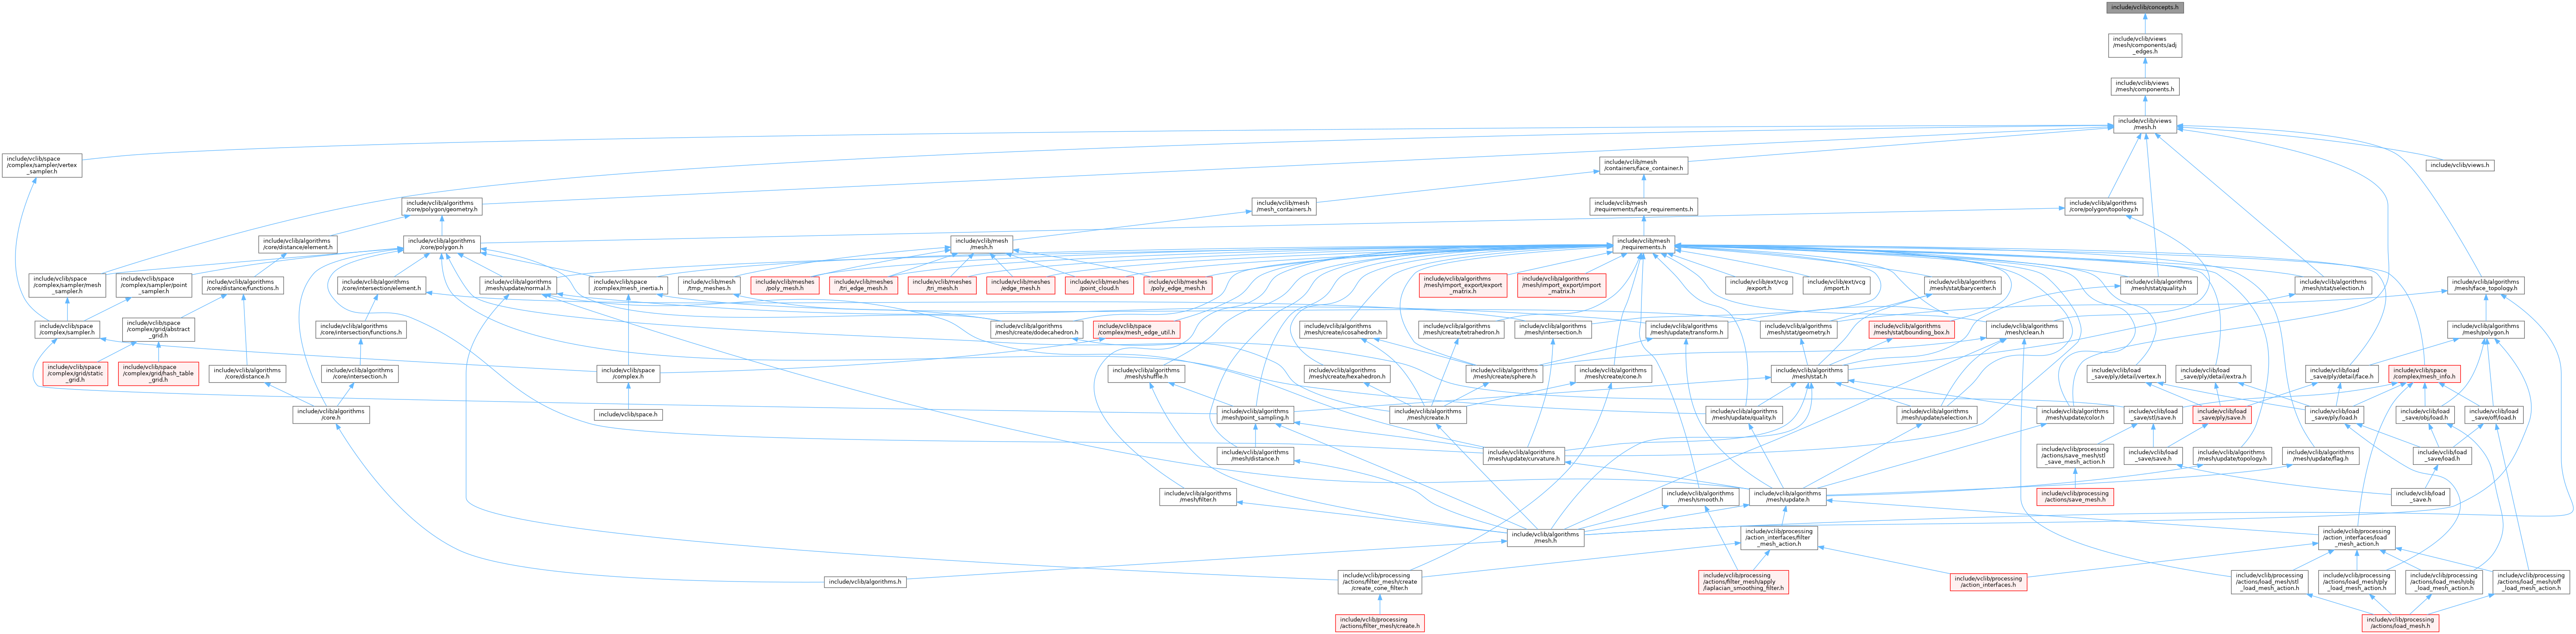 include/vclib/concepts.h
include/vclib/views
/mesh/components/adj
_edges.h
include/vclib/views
/mesh/components.h
include/vclib/views
/mesh.h
include/vclib/space
/complex/sampler/vertex
_sampler.h
include/vclib/mesh
/containers/face_container.h
include/vclib/views.h
include/vclib/algorithms
/core/polygon/geometry.h
include/vclib/mesh
/mesh_containers.h
include/vclib/mesh
/requirements/face_requirements.h
include/vclib/algorithms
/core/polygon/topology.h
include/vclib/algorithms
/core/distance/element.h
include/vclib/algorithms
/core/polygon.h
include/vclib/mesh
/mesh.h
include/vclib/mesh
/requirements.h
include/vclib/space
/complex/sampler/mesh
_sampler.h
include/vclib/space
/complex/sampler/point
_sampler.h
include/vclib/algorithms
/core/distance/functions.h
include/vclib/algorithms
/core/intersection/element.h
include/vclib/algorithms
/mesh/update/normal.h
include/vclib/space
/complex/mesh_inertia.h
include/vclib/mesh
/tmp_meshes.h
include/vclib/meshes
/poly_mesh.h
include/vclib/meshes
/tri_edge_mesh.h
include/vclib/meshes
/tri_mesh.h
include/vclib/meshes
/edge_mesh.h
include/vclib/meshes
/point_cloud.h
include/vclib/meshes
/poly_edge_mesh.h
include/vclib/algorithms
/mesh/import_export/export
_matrix.h
include/vclib/algorithms
/mesh/import_export/import
_matrix.h
include/vclib/ext/vcg
/export.h
include/vclib/ext/vcg
/import.h
include/vclib/algorithms
/mesh/stat/barycenter.h
include/vclib/algorithms
/mesh/stat/quality.h
include/vclib/algorithms
/mesh/stat/selection.h
include/vclib/algorithms
/mesh/face_topology.h
include/vclib/space
/complex/sampler.h
include/vclib/space
/complex/grid/abstract
_grid.h
include/vclib/algorithms
/core/intersection/functions.h
include/vclib/algorithms
/mesh/create/dodecahedron.h
include/vclib/space
/complex/mesh_edge_util.h
include/vclib/algorithms
/mesh/create/icosahedron.h
include/vclib/algorithms
/mesh/create/tetrahedron.h
include/vclib/algorithms
/mesh/intersection.h
include/vclib/algorithms
/mesh/update/transform.h
include/vclib/algorithms
/mesh/stat/geometry.h
include/vclib/algorithms
/mesh/stat/bounding_box.h
include/vclib/algorithms
/mesh/clean.h
include/vclib/algorithms
/mesh/polygon.h
include/vclib/space
/complex/grid/static
_grid.h
include/vclib/space
/complex/grid/hash_table
_grid.h
include/vclib/algorithms
/core/distance.h
include/vclib/algorithms
/core/intersection.h
include/vclib/space
/complex.h
include/vclib/algorithms
/mesh/shuffle.h
include/vclib/algorithms
/mesh/create/hexahedron.h
include/vclib/algorithms
/mesh/create/sphere.h
include/vclib/algorithms
/mesh/create/cone.h
include/vclib/algorithms
/mesh/stat.h
include/vclib/load
_save/ply/detail/vertex.h
include/vclib/load
_save/ply/detail/extra.h
include/vclib/load
_save/ply/detail/face.h
include/vclib/space
/complex/mesh_info.h
include/vclib/algorithms
/core.h
include/vclib/space.h
include/vclib/algorithms
/mesh/point_sampling.h
include/vclib/algorithms
/mesh/create.h
include/vclib/algorithms
/mesh/update/quality.h
include/vclib/algorithms
/mesh/update/selection.h
include/vclib/algorithms
/mesh/update/color.h
include/vclib/load
_save/stl/save.h
include/vclib/load
_save/ply/save.h
include/vclib/load
_save/ply/load.h
include/vclib/load
_save/obj/load.h
include/vclib/load
_save/off/load.h
include/vclib/algorithms
/mesh/distance.h
include/vclib/algorithms
/mesh/update/curvature.h
include/vclib/processing
/actions/save_mesh/stl
_save_mesh_action.h
include/vclib/load
_save/save.h
include/vclib/algorithms
/mesh/update/topology.h
include/vclib/algorithms
/mesh/update/flag.h
include/vclib/load
_save/load.h
include/vclib/algorithms
/mesh/filter.h
include/vclib/algorithms
/mesh/smooth.h
include/vclib/algorithms
/mesh/update.h
include/vclib/processing
/actions/save_mesh.h
include/vclib/load
_save.h
include/vclib/algorithms
/mesh.h
include/vclib/processing
/action_interfaces/filter
_mesh_action.h
include/vclib/processing
/action_interfaces/load
_mesh_action.h
include/vclib/algorithms.h
include/vclib/processing
/actions/filter_mesh/create
/create_cone_filter.h
include/vclib/processing
/actions/filter_mesh/apply
/laplacian_smoothing_filter.h
include/vclib/processing
/action_interfaces.h
include/vclib/processing
/actions/load_mesh/stl
_load_mesh_action.h
include/vclib/processing
/actions/load_mesh/ply
_load_mesh_action.h
include/vclib/processing
/actions/load_mesh/obj
_load_mesh_action.h
include/vclib/processing
/actions/load_mesh/off
_load_mesh_action.h
include/vclib/processing
/actions/filter_mesh/create.h
include/vclib/processing
/actions/load_mesh.h